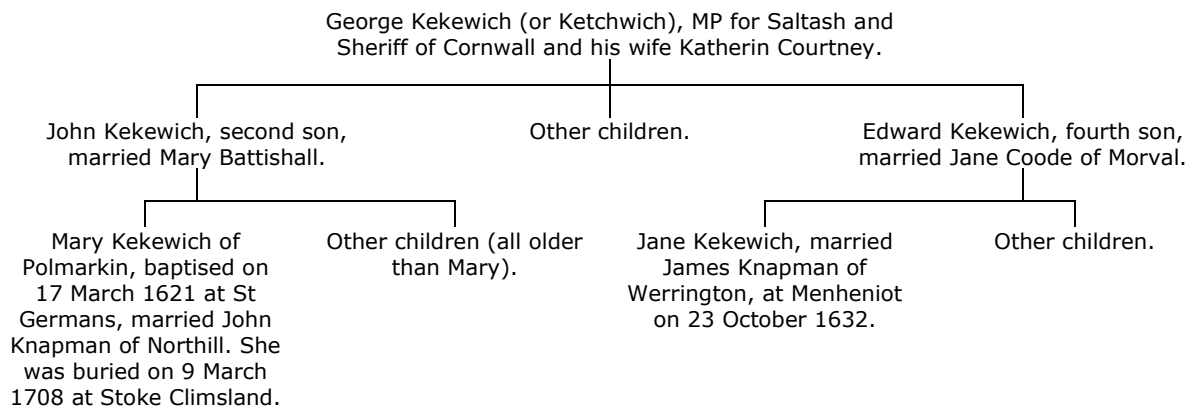 George Kekewich (or Ketchwich), MP for Saltash and
Sheriff of Cornwall and his wife Katherin Courtney.
John Kekewich, second son,
married Mary Battishall.
Other children.
Edward Kekewich, fourth son,
married Jane Coode of Morval.
Mary Kekewich of
Polmarkin, baptised on
17 March 1621 at St
Germans, married John
Knapman of Northill. She
was buried on 9 March
1708 at Stoke Climsland.
Other children (all older
than Mary).
Jane Kekewich, married
James Knapman of
Werrington, at Menheniot
on 23 October 1632.
Other children.